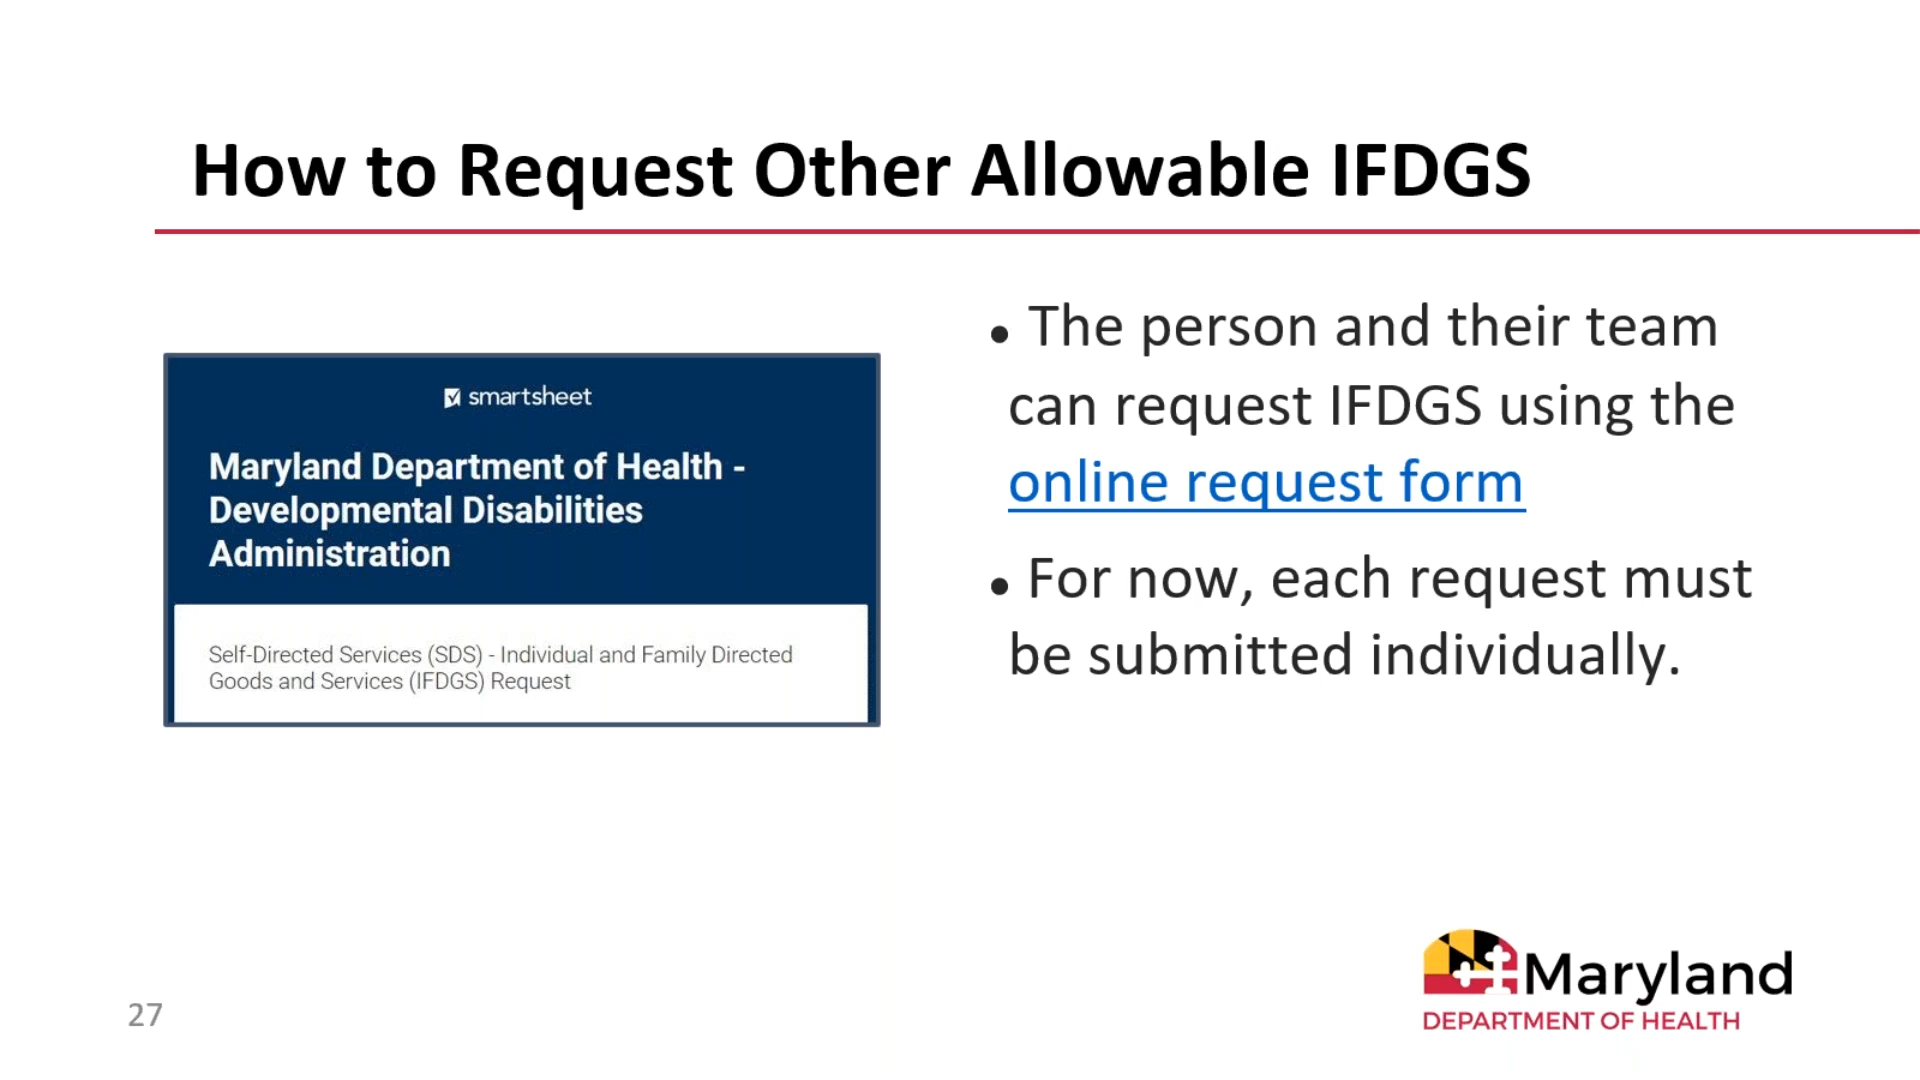 How to Request Other Allowable IFDGS
smartsheet
Maryland Department of Health -
Developmental Disabilities
Administration
Self-Directed Services (SDS) - Individual and Family Directed
Goods and Services (IFDGS) Request
• The person and their team
can request IFDGS using the
online request form
• For now, each request must
be submitted individually.
27
Maryland
DEPARTMENT OF HEALTH